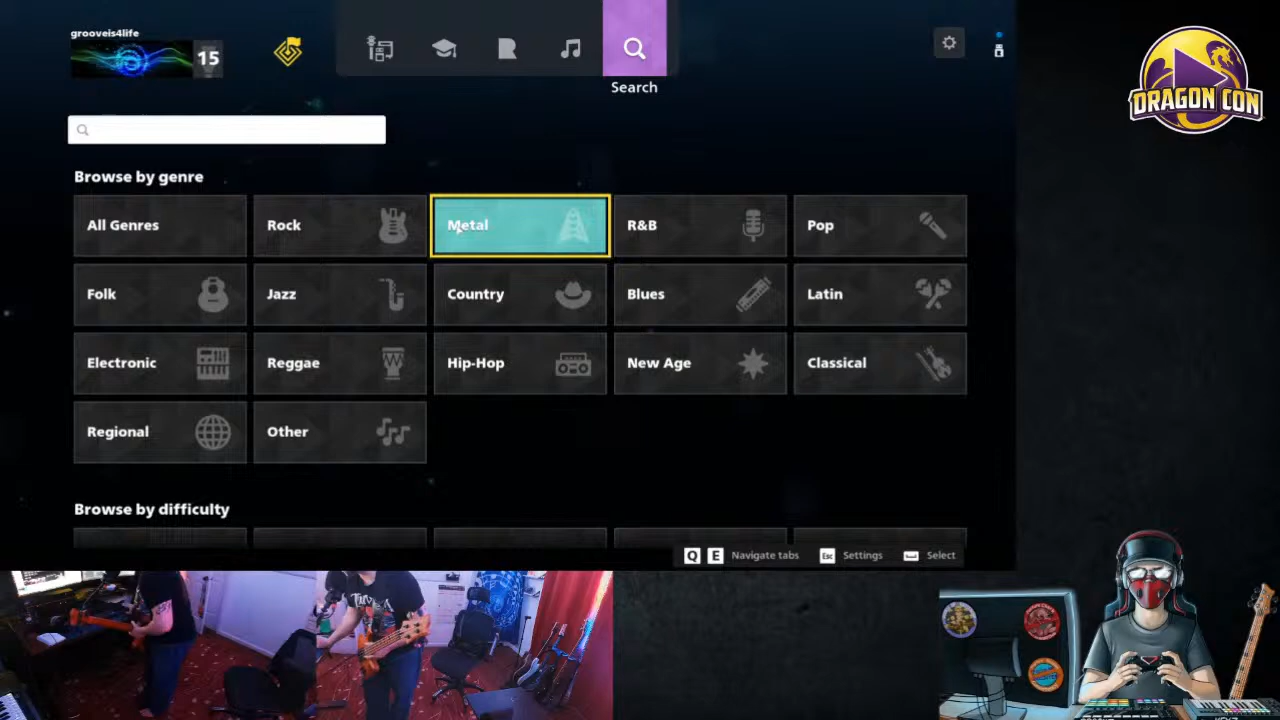 grooveis4life
15
Search
DRAGON CON
Browse by genre
All Genres
Rock
Metal
R&B
Pop
Folk
Jazz
Country
Blues
Latin
Electronic
Reggae
Hip-Hop
New Age
Classical
Regional
Other
Browse by difficulty
Q E Navigate tabs Esc Settings Select